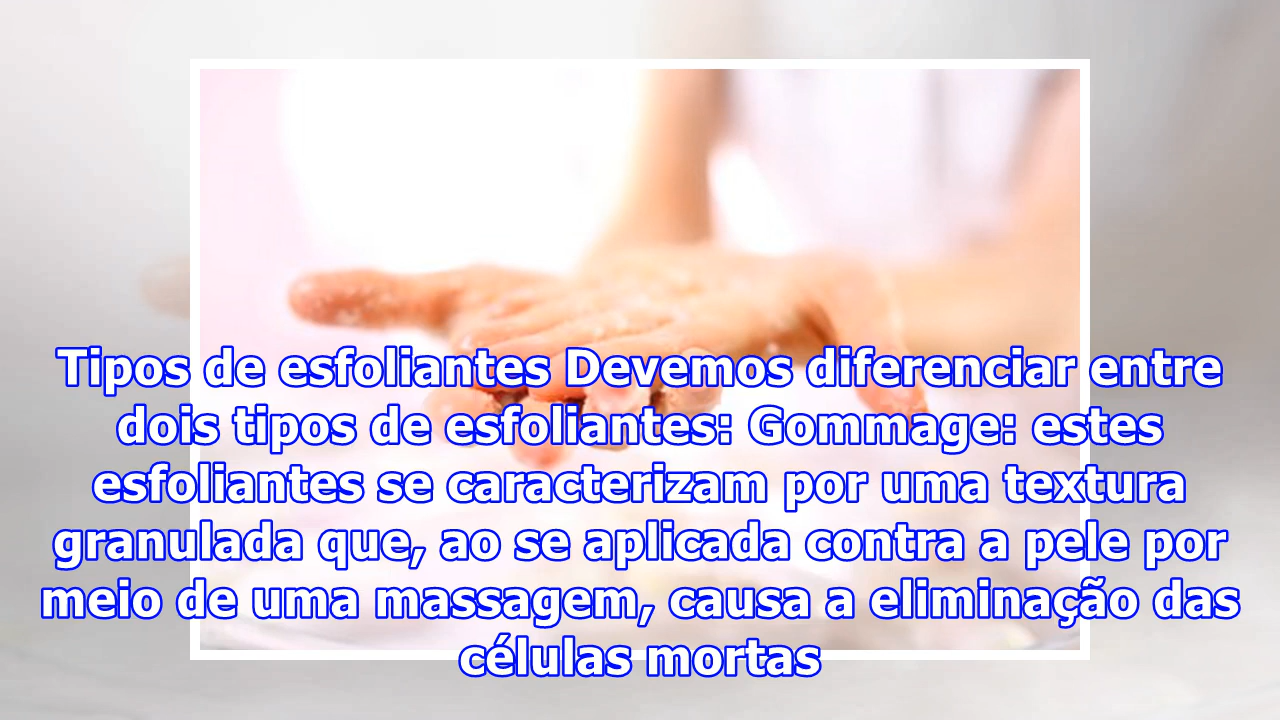 Tipos de esfoliantes Devemos diferenciar entre
dois tipos de esfoliantes: Gommage: estes
esfoliantes se caracterizam por uma textura
granulada que, ao se aplicada contra a pele por
meio de uma massagem, causa a eliminação das
células mortas